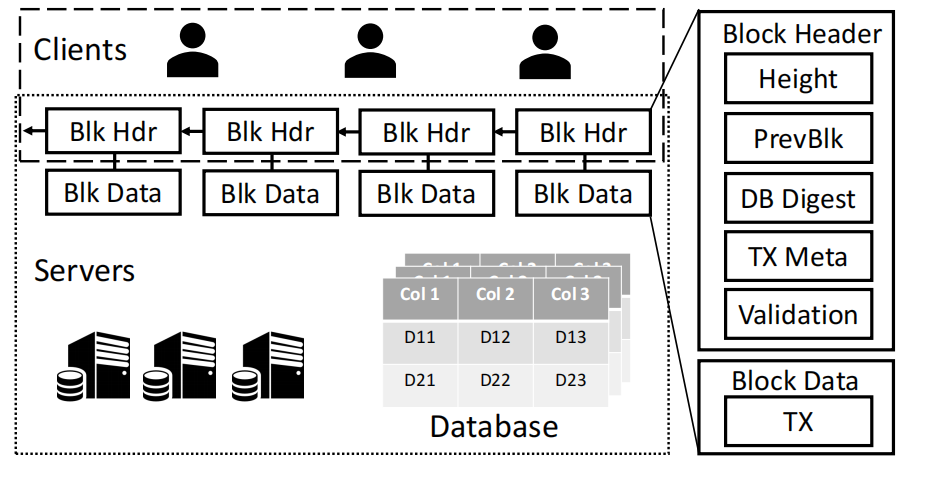 Clients
Blk Hdr Blk Hdr Blk Hdr Blk Hdr
Blk Data Blk Data Blk Data Blk Data
Servers
Col 1 Col 2 Col 3
D11 D12 D13
D21 D22 D23
Database
Block Header
Height
PrevBlk
DB Digest
TX Meta
Validation
Block Data
TX